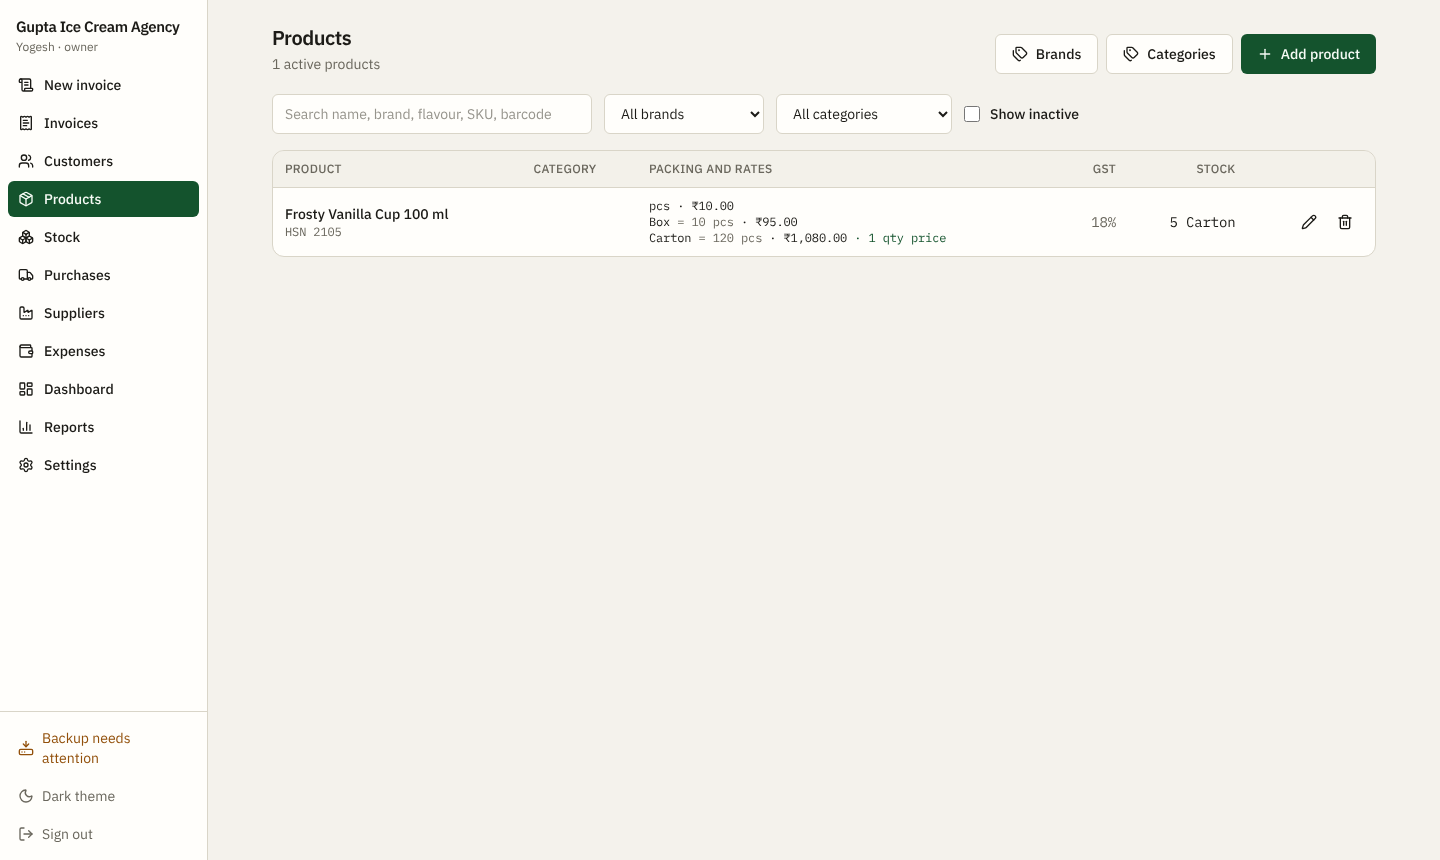 Gupta Ice Cream Agency
Yogesh · owner
New invoice
Invoices
Customers
Products
Stock
Purchases
Suppliers
Expenses
Dashboard
Reports
Settings
Backup needs
attention
Dark theme
Sign out
Products
1 active products
Brands
Categories
Add product
Search name, brand, flavour, SKU, barcode
All brands
All categories
Show inactive
PRODUCT CATEGORY PACKING AND RATES GST STOCK
Frosty Vanilla Cup 100 ml
HSN 2105
pcs · ₹10.00
Box = 10 pcs · ₹95.00
Carton = 120 pcs · ₹1,080.00 · 1 qty price
18%
5 Carton